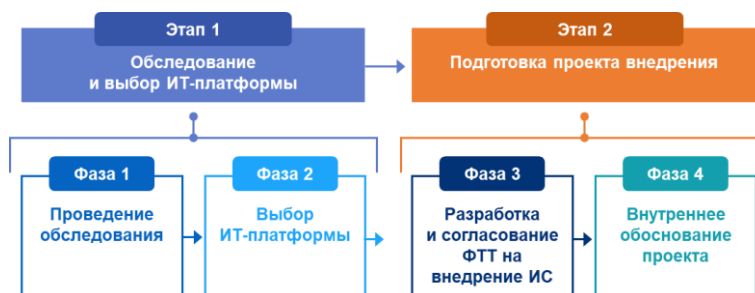 Этап 1
Обследование
и выбор ИТ-платформы
Этап 2
Подготовка проекта внедрения
Фаза 1
Проведение
обследования
Фаза 2
Выбор
ИТ-платформы
Фаза 3
Разработка
и согласование
ФТТ на
внедрение ИС
Фаза 4
Внутреннее
обоснование
проекта